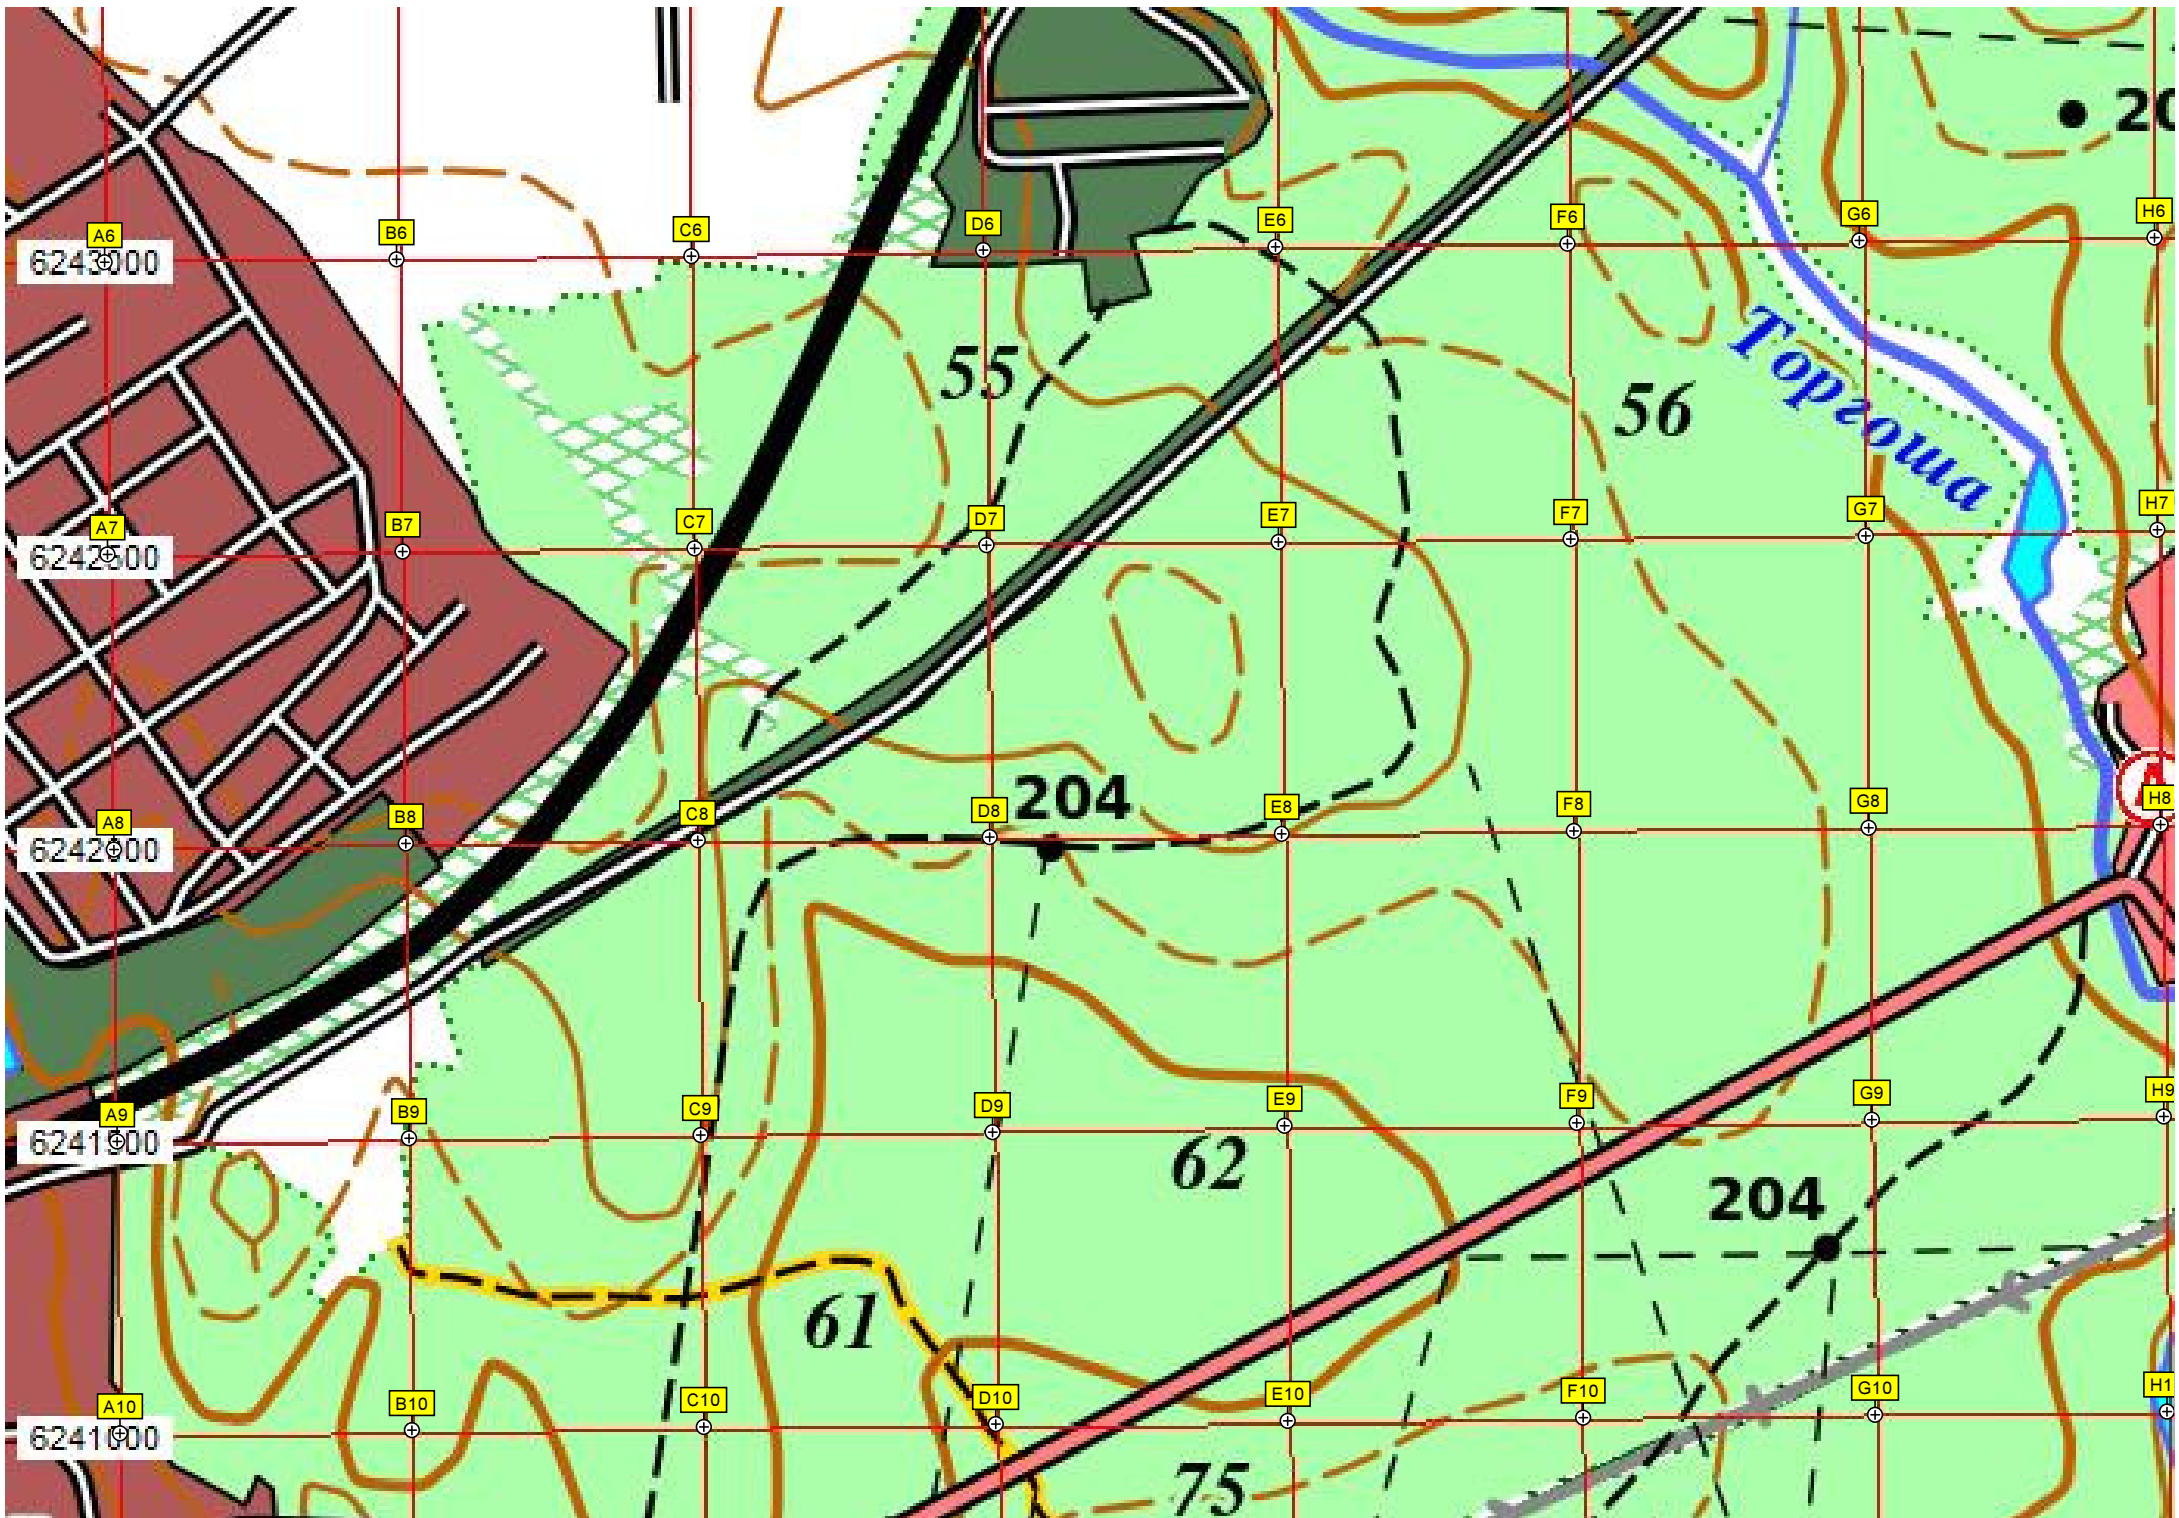 20
A6 B6 C6 D6 E6 F6 G6 H6
6243000
Торгоша
55
56
A7 B7 C7 D7 E7 F7 G7 H7
6242500
204
A8 B8 C8 D8 E8 F8 G8 H8
6242000
A9 B9 C9 D9 E9 F9 G9 H9
6241500
62
204
61
A10 B10 C10 D10 E10 F10 G10 H1
6241000
75